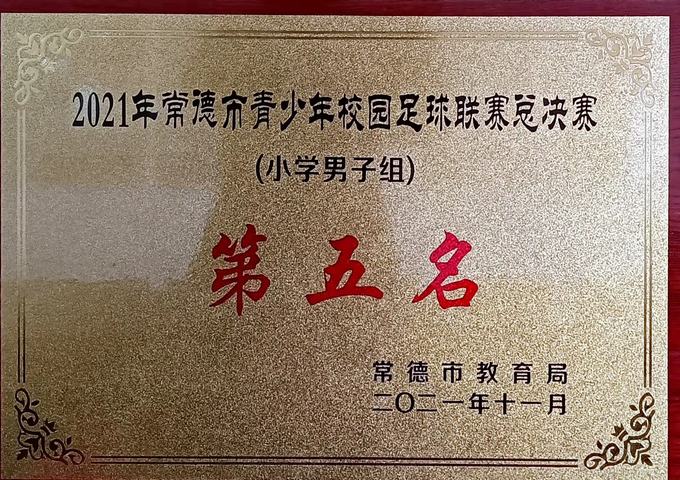 2021年常德市青少年校园足球联赛总决赛
(小学男子组)
第五名
常德市教育局
二〇二一年十一月